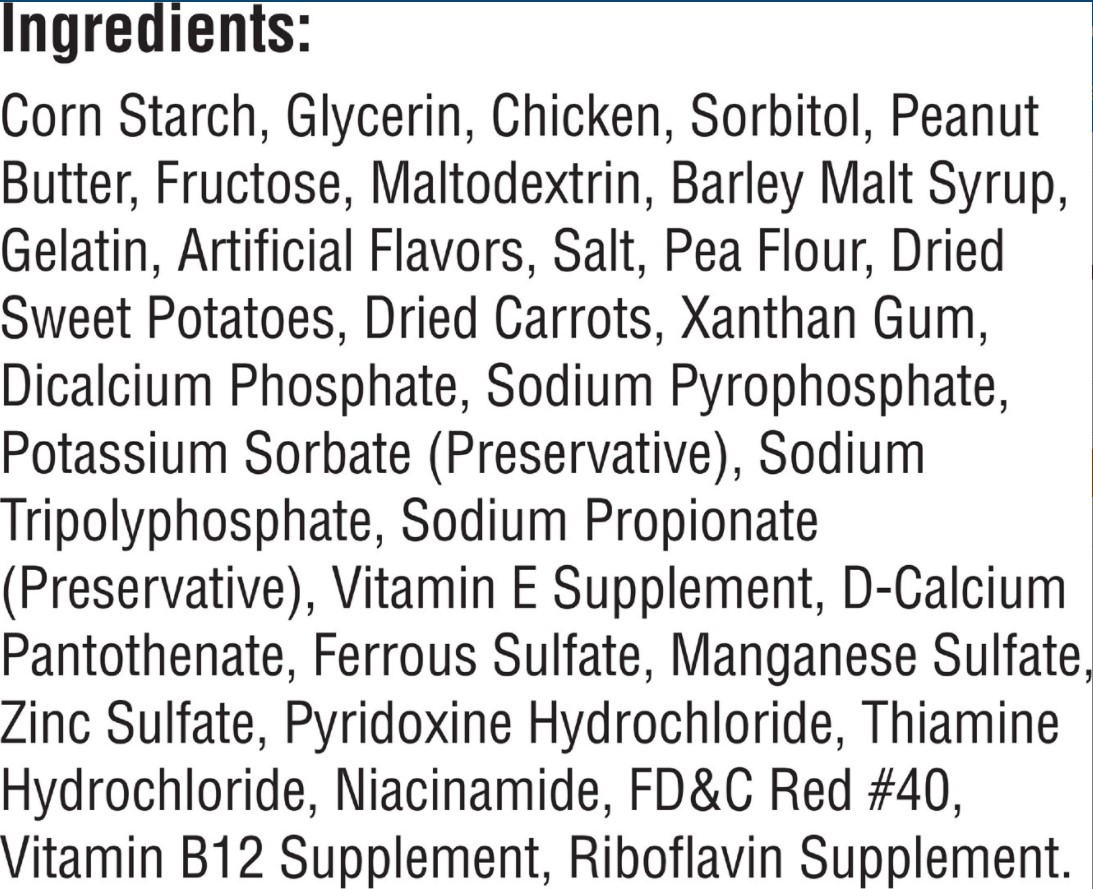 Ingredients:
Corn Starch, Glycerin, Chicken, Sorbitol, Peanut
Butter, Fructose, Maltodextrin, Barley Malt Syrup,
Gelatin, Artificial Flavors, Salt, Pea Flour, Dried
Sweet Potatoes, Dried Carrots, Xanthan Gum,
Dicalcium Phosphate, Sodium Pyrophosphate,
Potassium Sorbate (Preservative), Sodium
Tripolyphosphate, Sodium Propionate
(Preservative), Vitamin E Supplement, D-Calcium
Pantothenate, Ferrous Sulfate, Manganese Sulfate,
Zinc Sulfate, Pyridoxine Hydrochloride, Thiamine
Hydrochloride, Niacinamide, FD&C Red #40,
Vitamin B12 Supplement, Riboflavin Supplement.